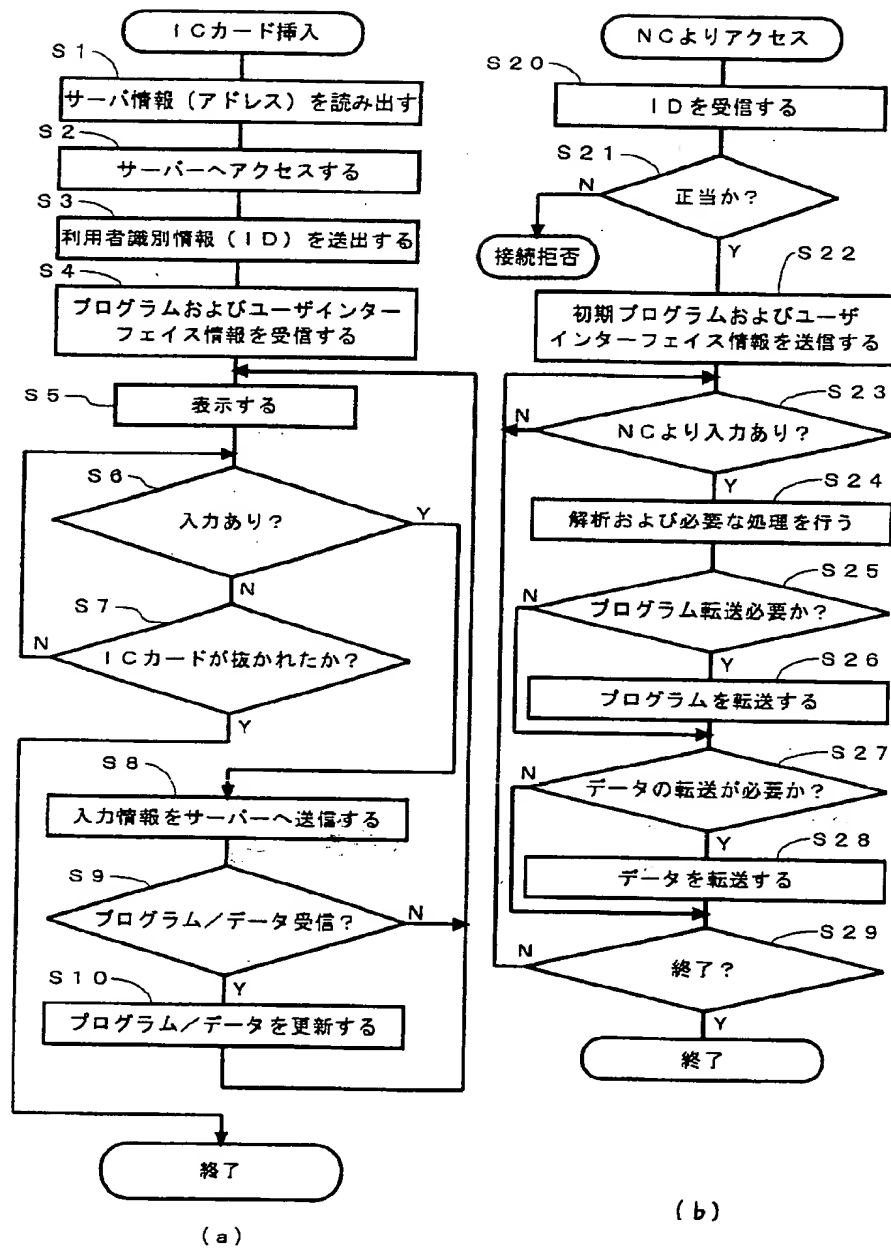 ICカード挿入
S1
サーバ情報(アドレス)を読み出す
S2
サーバーへアクセスする
S3
利用者識別情報(ID)を送出する
S4
プログラムおよびユーザインター
フェイス情報を受信する
S5
表示する
S6
入力あり?
Y
N
S7
N
ICカードが抜かれたか?
Y
S8
入力情報をサーバーへ送信する
S9
プログラム/データ受信?
N
Y
S10
プログラム/データを更新する
終了
(a)
NCよりアクセス
S20
IDを受信する
S21
N
正当か?
接続拒否
Y
S22
初期プログラムおよびユーザ
インターフェイス情報を送信する
S23
N
NCより入力あり?
Y
S24
解析および必要な処理を行う
S25
N
プログラム転送必要か?
Y
S26
プログラムを転送する
S27
N
データの転送が必要か?
Y
S28
データを転送する
S29
N
終了?
Y
終了
(b)